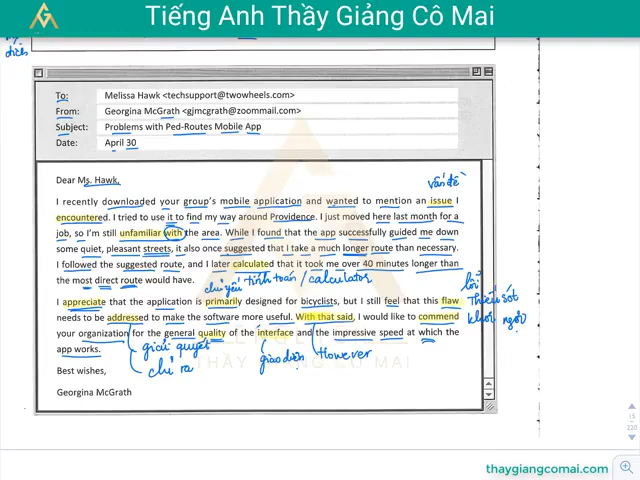 Tiếng Anh Thầy Giảng Cô Mai
dịch
To: Melissa Hawk <techsupport@twowheels.com>
From: Georgina McGrath <gjmcgrath@zoommail.com>
Subject: Problems with Ped-Routes Mobile App
Date: April 30
Dear Ms. Hawk,
vấn đề
I recently downloaded your group's mobile application and wanted to mention an issue I
encountered. I tried to use it to find my way around Providence. I just moved here last month for a
job, so I'm still unfamiliar with the area. While I found that the app successfully guided me down
some quiet, pleasant streets, it also once suggested that I take a much longer route than necessary.
I followed the suggested route, and I later calculated that it took me over 40 minutes longer than
the most direct route would have.
chủ yếu tính toán / calculator
lỗi
thiếu sót
I appreciate that the application is primarily designed for bicyclists, but I still feel that this flaw
needs to be addressed to make the software more useful. With that said, I would like to commend
khen ngợi
your organization for the general quality of the interface and the impressive speed at which the
app works.
giải quyết
chỉ ra
giao diện
However
THẦY GIẢNG CÔ MAI
Best wishes,
Georgina McGrath
15
220
thaygiangcomai.com